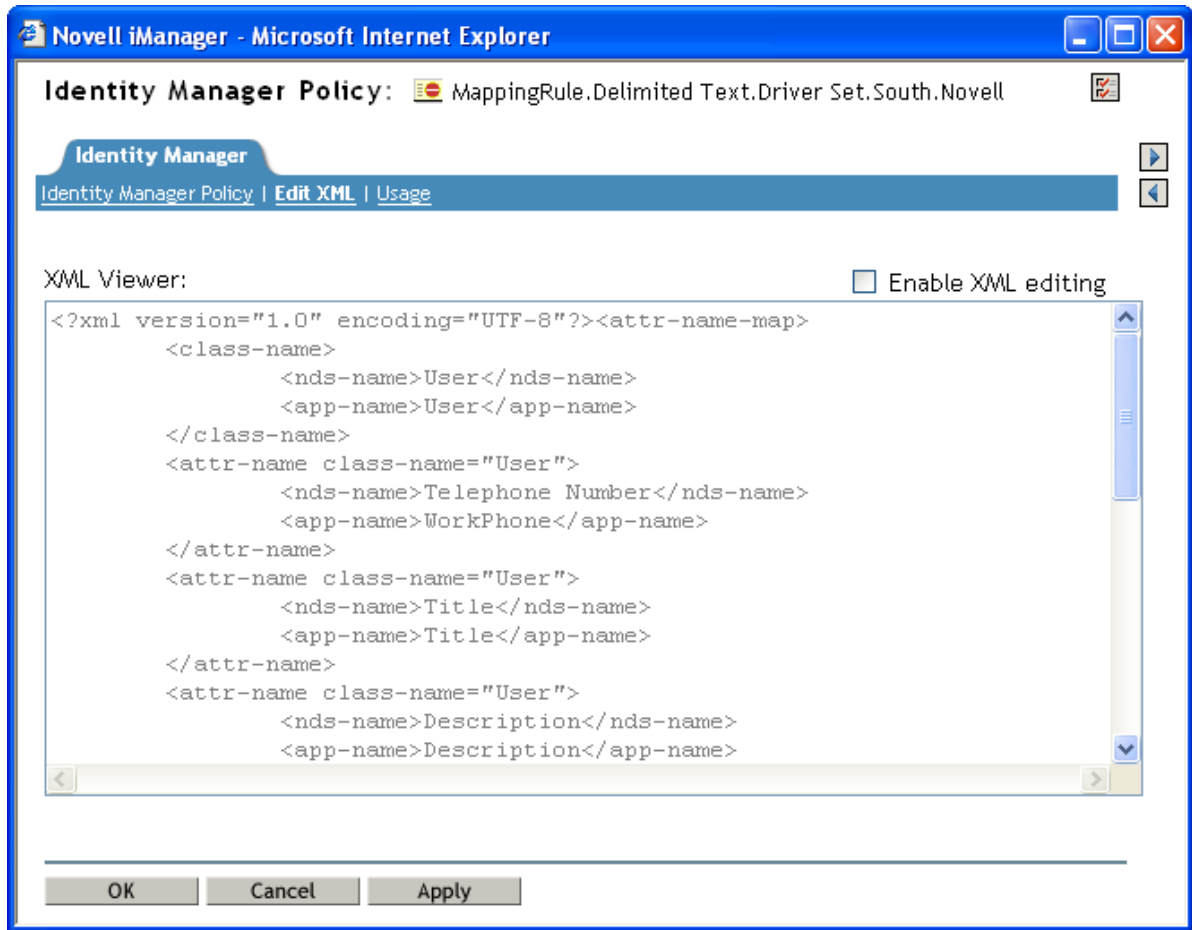 Novell iManager - Microsoft Internet Explorer
Identity Manager Policy: MappingRule.Delimited Text.Driver Set.South.Novell
Identity Manager
Identity Manager Policy | Edit XML | Usage
XML Viewer:
Enable XML editing
<?xml version="1.0" encoding="UTF-8"?><attr-name-map>
<class-name>
<nds-name>User</nds-name>
<app-name>User</app-name>
</class-name>
<attr-name class-name="User">
<nds-name>Telephone Number</nds-name>
<app-name>WorkPhone</app-name>
</attr-name>
<attr-name class-name="User">
<nds-name>Title</nds-name>
<app-name>Title</app-name>
</attr-name>
<attr-name class-name="User">
<nds-name>Description</nds-name>
<app-name>Description</app-name>
OK Cancel Apply